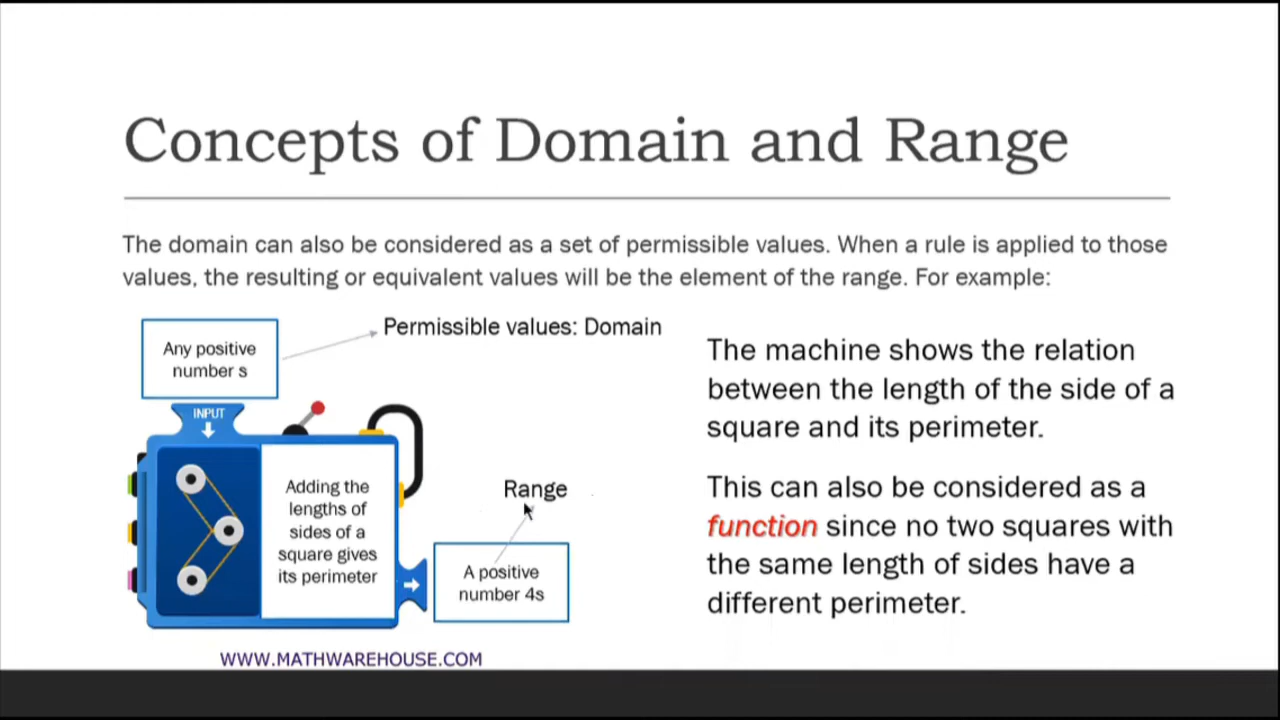 Concepts of Domain and Range
The domain can also be considered as a set of permissible values. When a rule is applied to those
values, the resulting or equivalent values will be the element of the range. For example:
Permissible values: Domain
Any positive
number s
INPUT
Adding the
lengths of
sides of a
square gives
its perimeter
Range
A positive
number 4s
WWW.MATHWAREHOUSE.COM
The machine shows the relation
between the length of the side of a
square and its perimeter.
This can also be considered as a
function since no two squares with
the same length of sides have a
different perimeter.